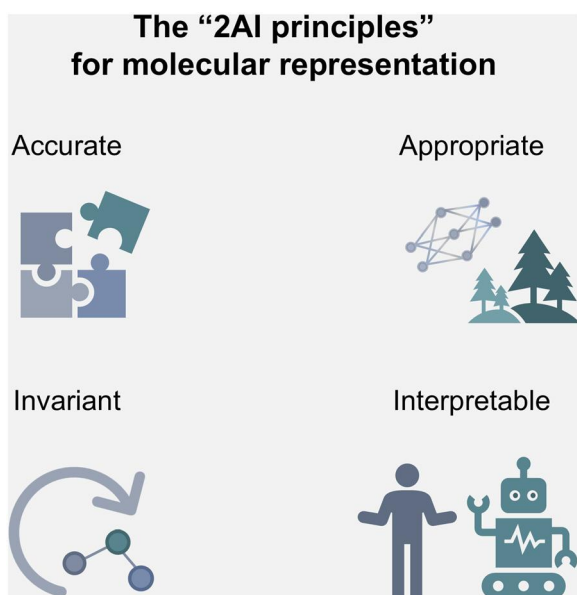 The “2AI principles”
for molecular representation
Accurate
Appropriate
Invariant
Interpretable